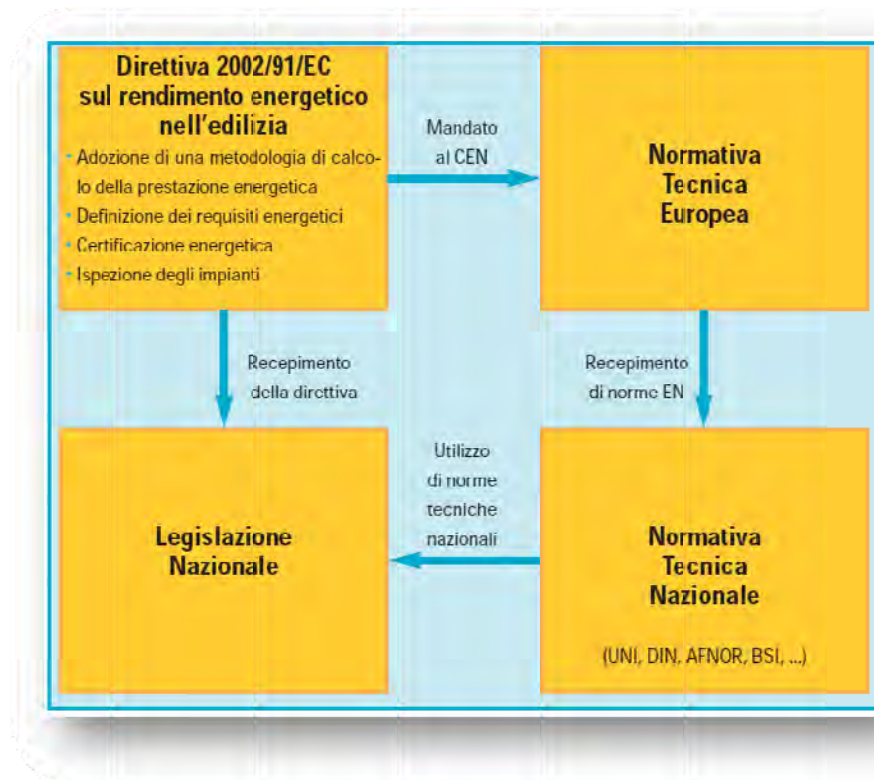 Direttiva 2002/91/EC
sul rendimento energetico
nell'edilizia
• Adozione di una metodologia di calco-
lo della prestazione energetica
• Definizione dei requisiti energetici
• Certificazione energetica
• Ispezione degli impianti
Mandato
al CEN
Normativa
Tecnica
Europea
Recepimento
della direttiva
Recepimento
di norme EN
Legislazione
Nazionale
Utilizzo
di norme
tecniche
nazionali
Normativa
Tecnica
Nazionale
(UNI, DIN, AFNOR, BSI, ...)